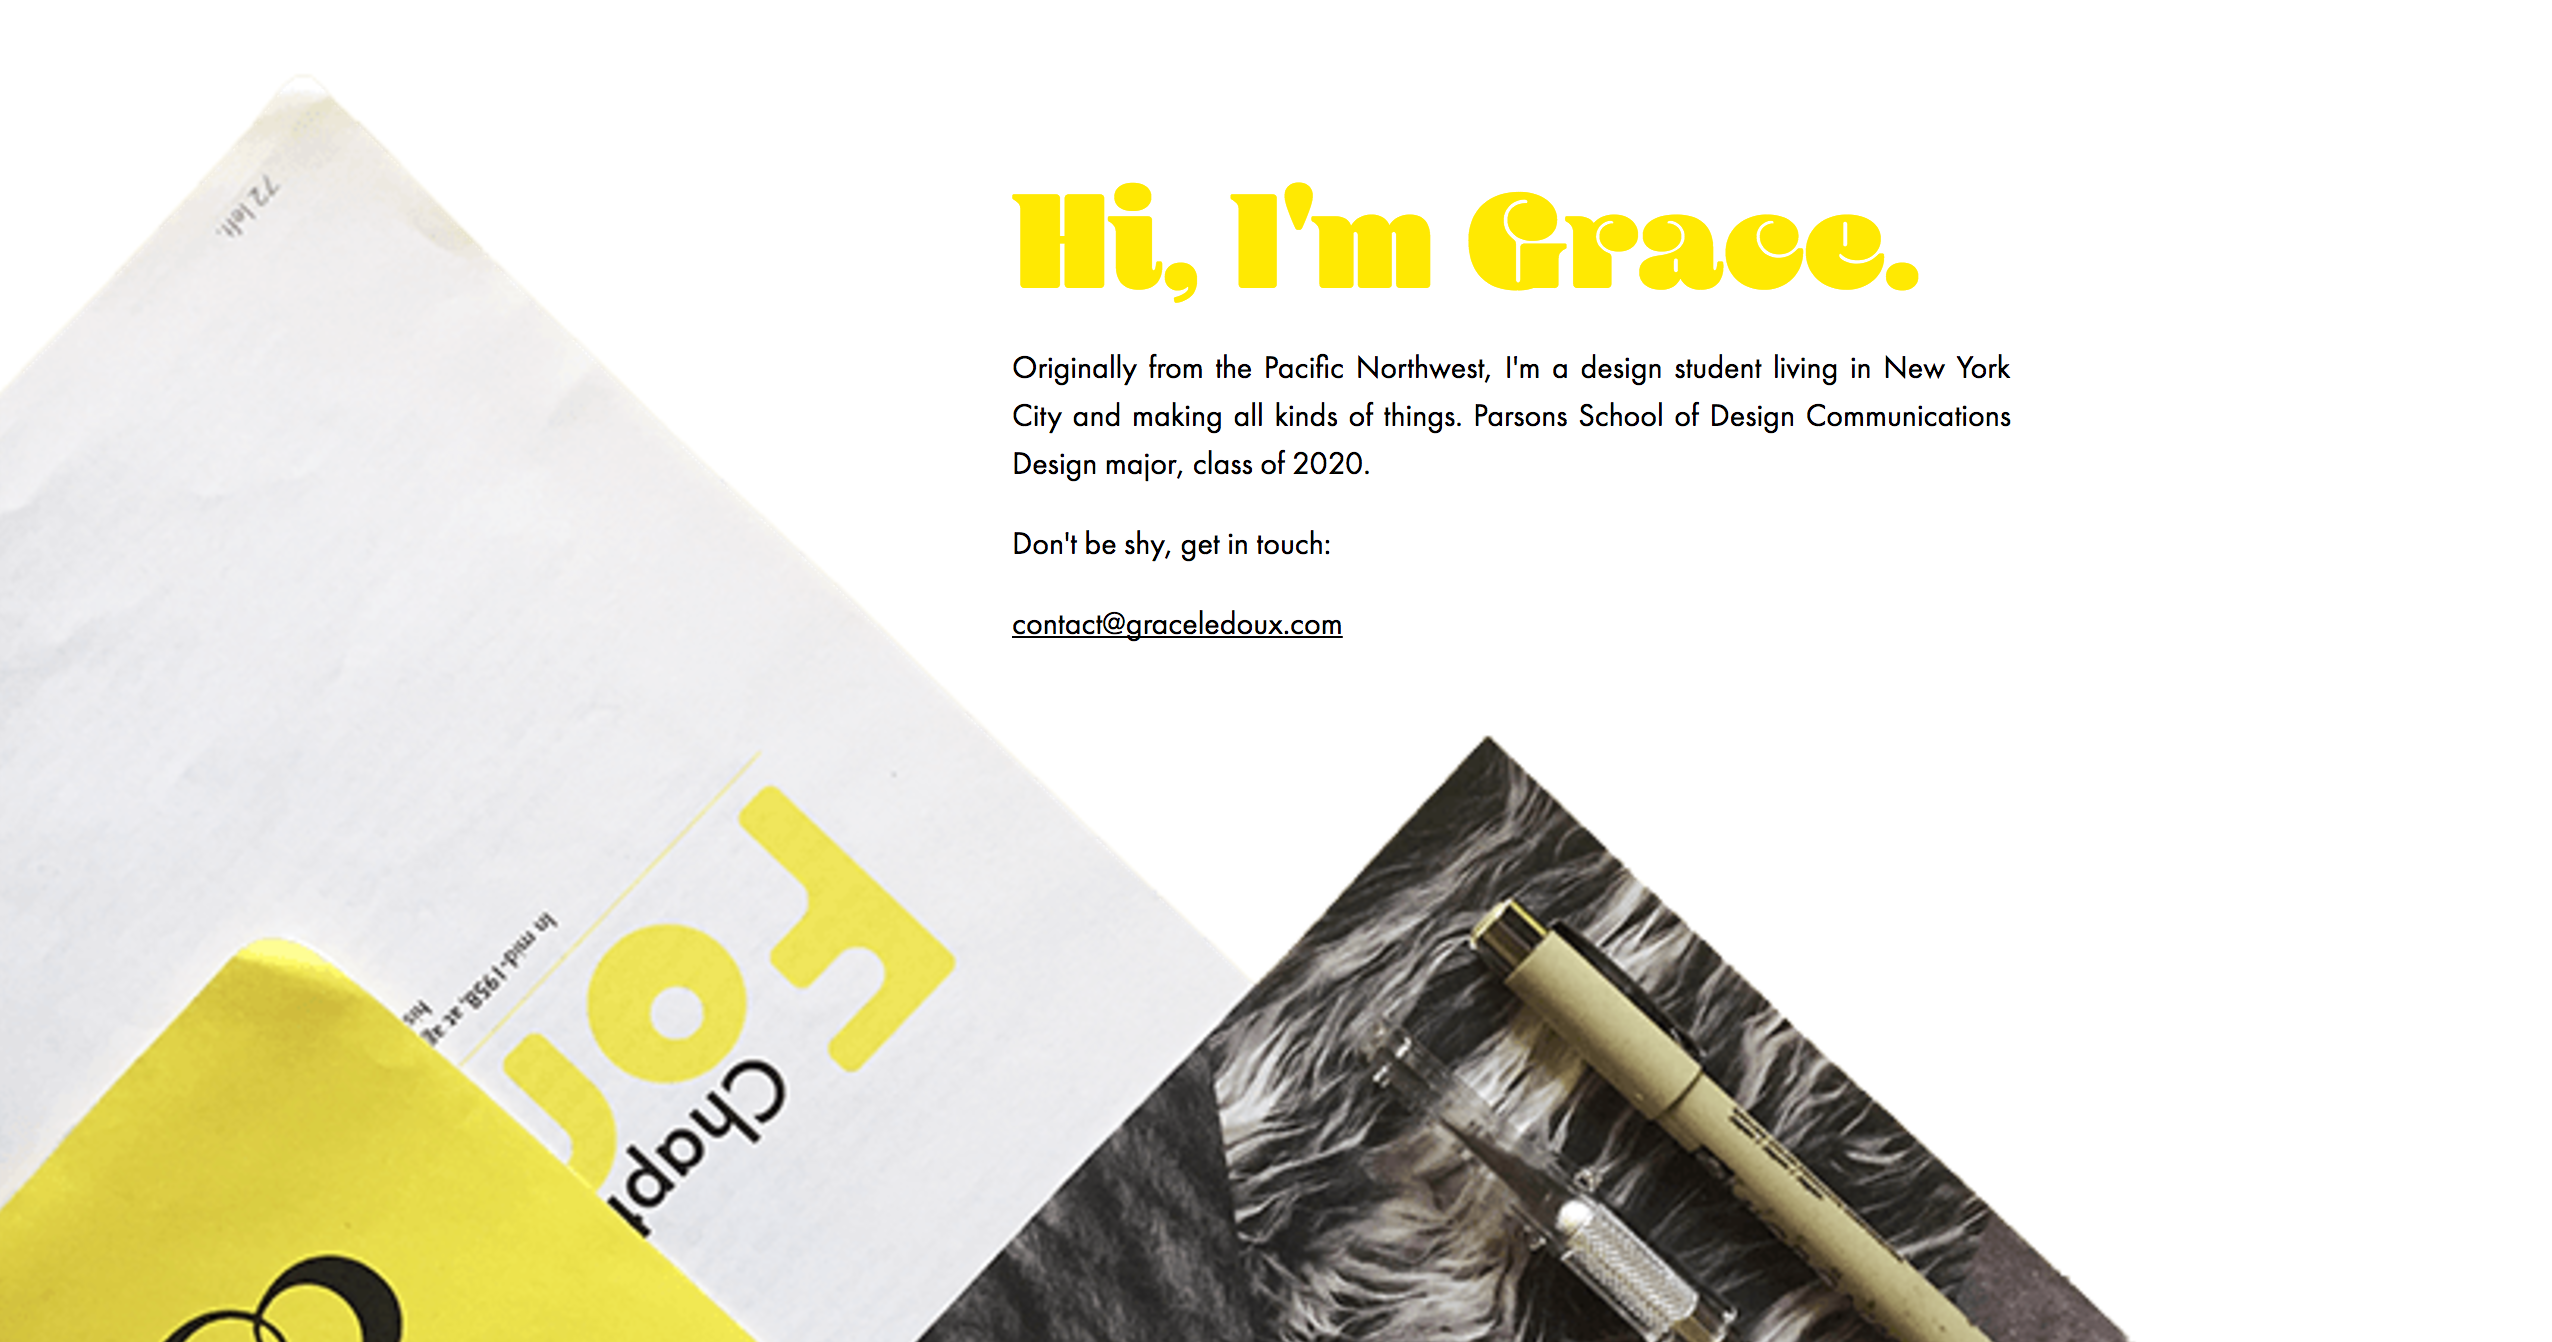 Hi, I'm Grace.
Originally from the Pacific Northwest, I'm a design student living in New York
City and making all kinds of things. Parsons School of Design Communications
Design major, class of 2020.
Don't be shy, get in touch:
contact@graceledoux.com
72 left.
In mid-1958, at
his
For
Chapt